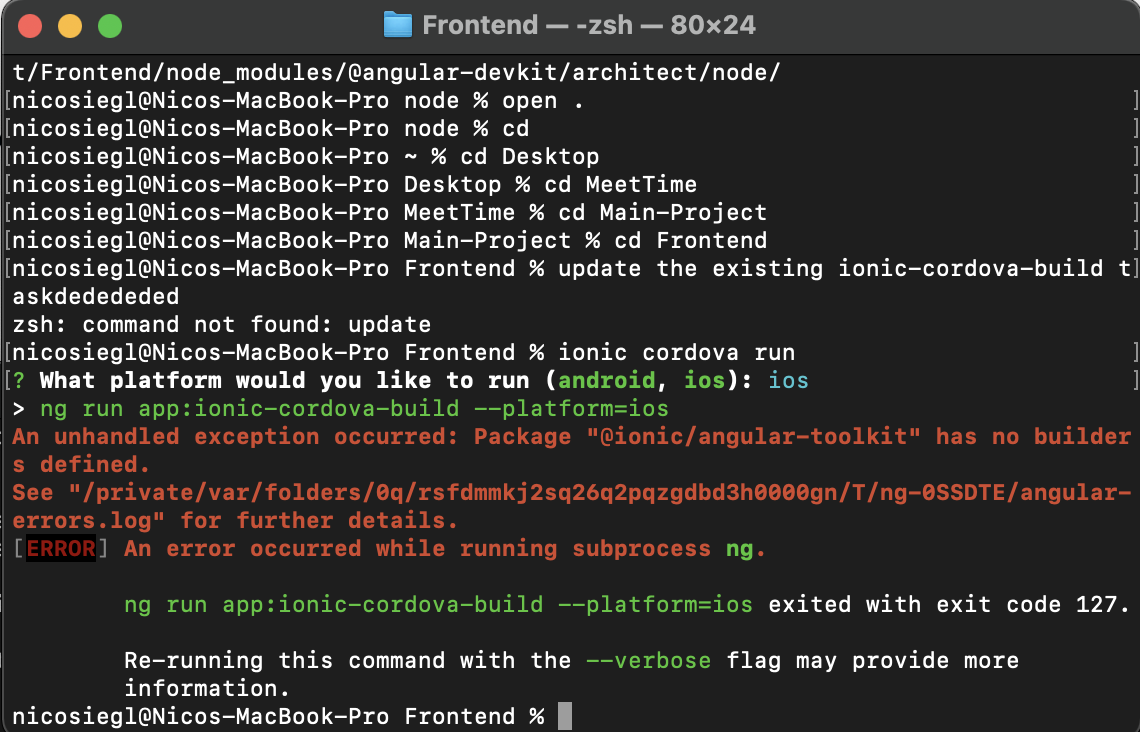 Frontend — -zsh — 80×24
t/Frontend/node_modules/@angular-devkit/architect/node/
[nicosiegl@Nicos-MacBook-Pro node % open . ]
[nicosiegl@Nicos-MacBook-Pro node % cd ]
[nicosiegl@Nicos-MacBook-Pro ~ % cd Desktop ]
[nicosiegl@Nicos-MacBook-Pro Desktop % cd MeetTime ]
[nicosiegl@Nicos-MacBook-Pro MeetTime % cd Main-Project ]
[nicosiegl@Nicos-MacBook-Pro Main-Project % cd Frontend ]
[nicosiegl@Nicos-MacBook-Pro Frontend % update the existing ionic-cordova-build t]
askdedededed
zsh: command not found: update
[nicosiegl@Nicos-MacBook-Pro Frontend % ionic cordova run ]
[? What platform would you like to run (android, ios): ios ]
> ng run app:ionic-cordova-build --platform=ios
An unhandled exception occurred: Package "@ionic/angular-toolkit" has no builder
s defined.
See "/private/var/folders/0q/rsfdmmkj2sq26q2pqzgdbd3h0000gn/T/ng-0SSDTE/angular-
errors.log" for further details.
[ERROR] An error occurred while running subprocess ng.
ng run app:ionic-cordova-build --platform=ios exited with exit code 127.
Re-running this command with the --verbose flag may provide more
information.
nicosiegl@Nicos-MacBook-Pro Frontend %